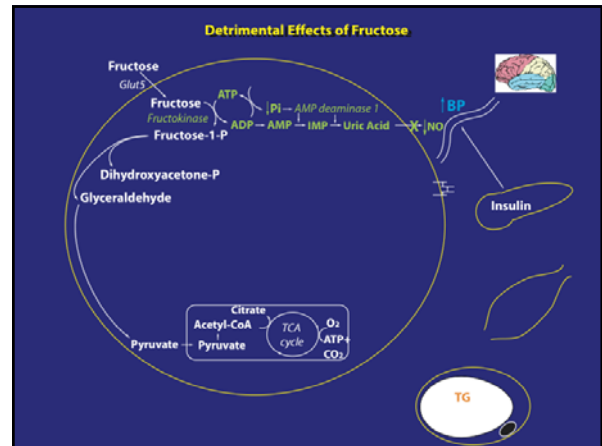 Detrimental Effects of Fructose
Fructose
Glut5
Fructose
Fructokinase
Fructose-1-P
ATP
ADP → AMP → IMP → Uric Acid → X ↓NO
↓Pi → AMP deaminase 1
↑BP
Dihydroxyacetone-P
Glyceraldehyde
Insulin
Citrate
Acetyl-CoA
↑
Pyruvate → Pyruvate
TCA
cycle
O₂
ATP+
CO₂
TG